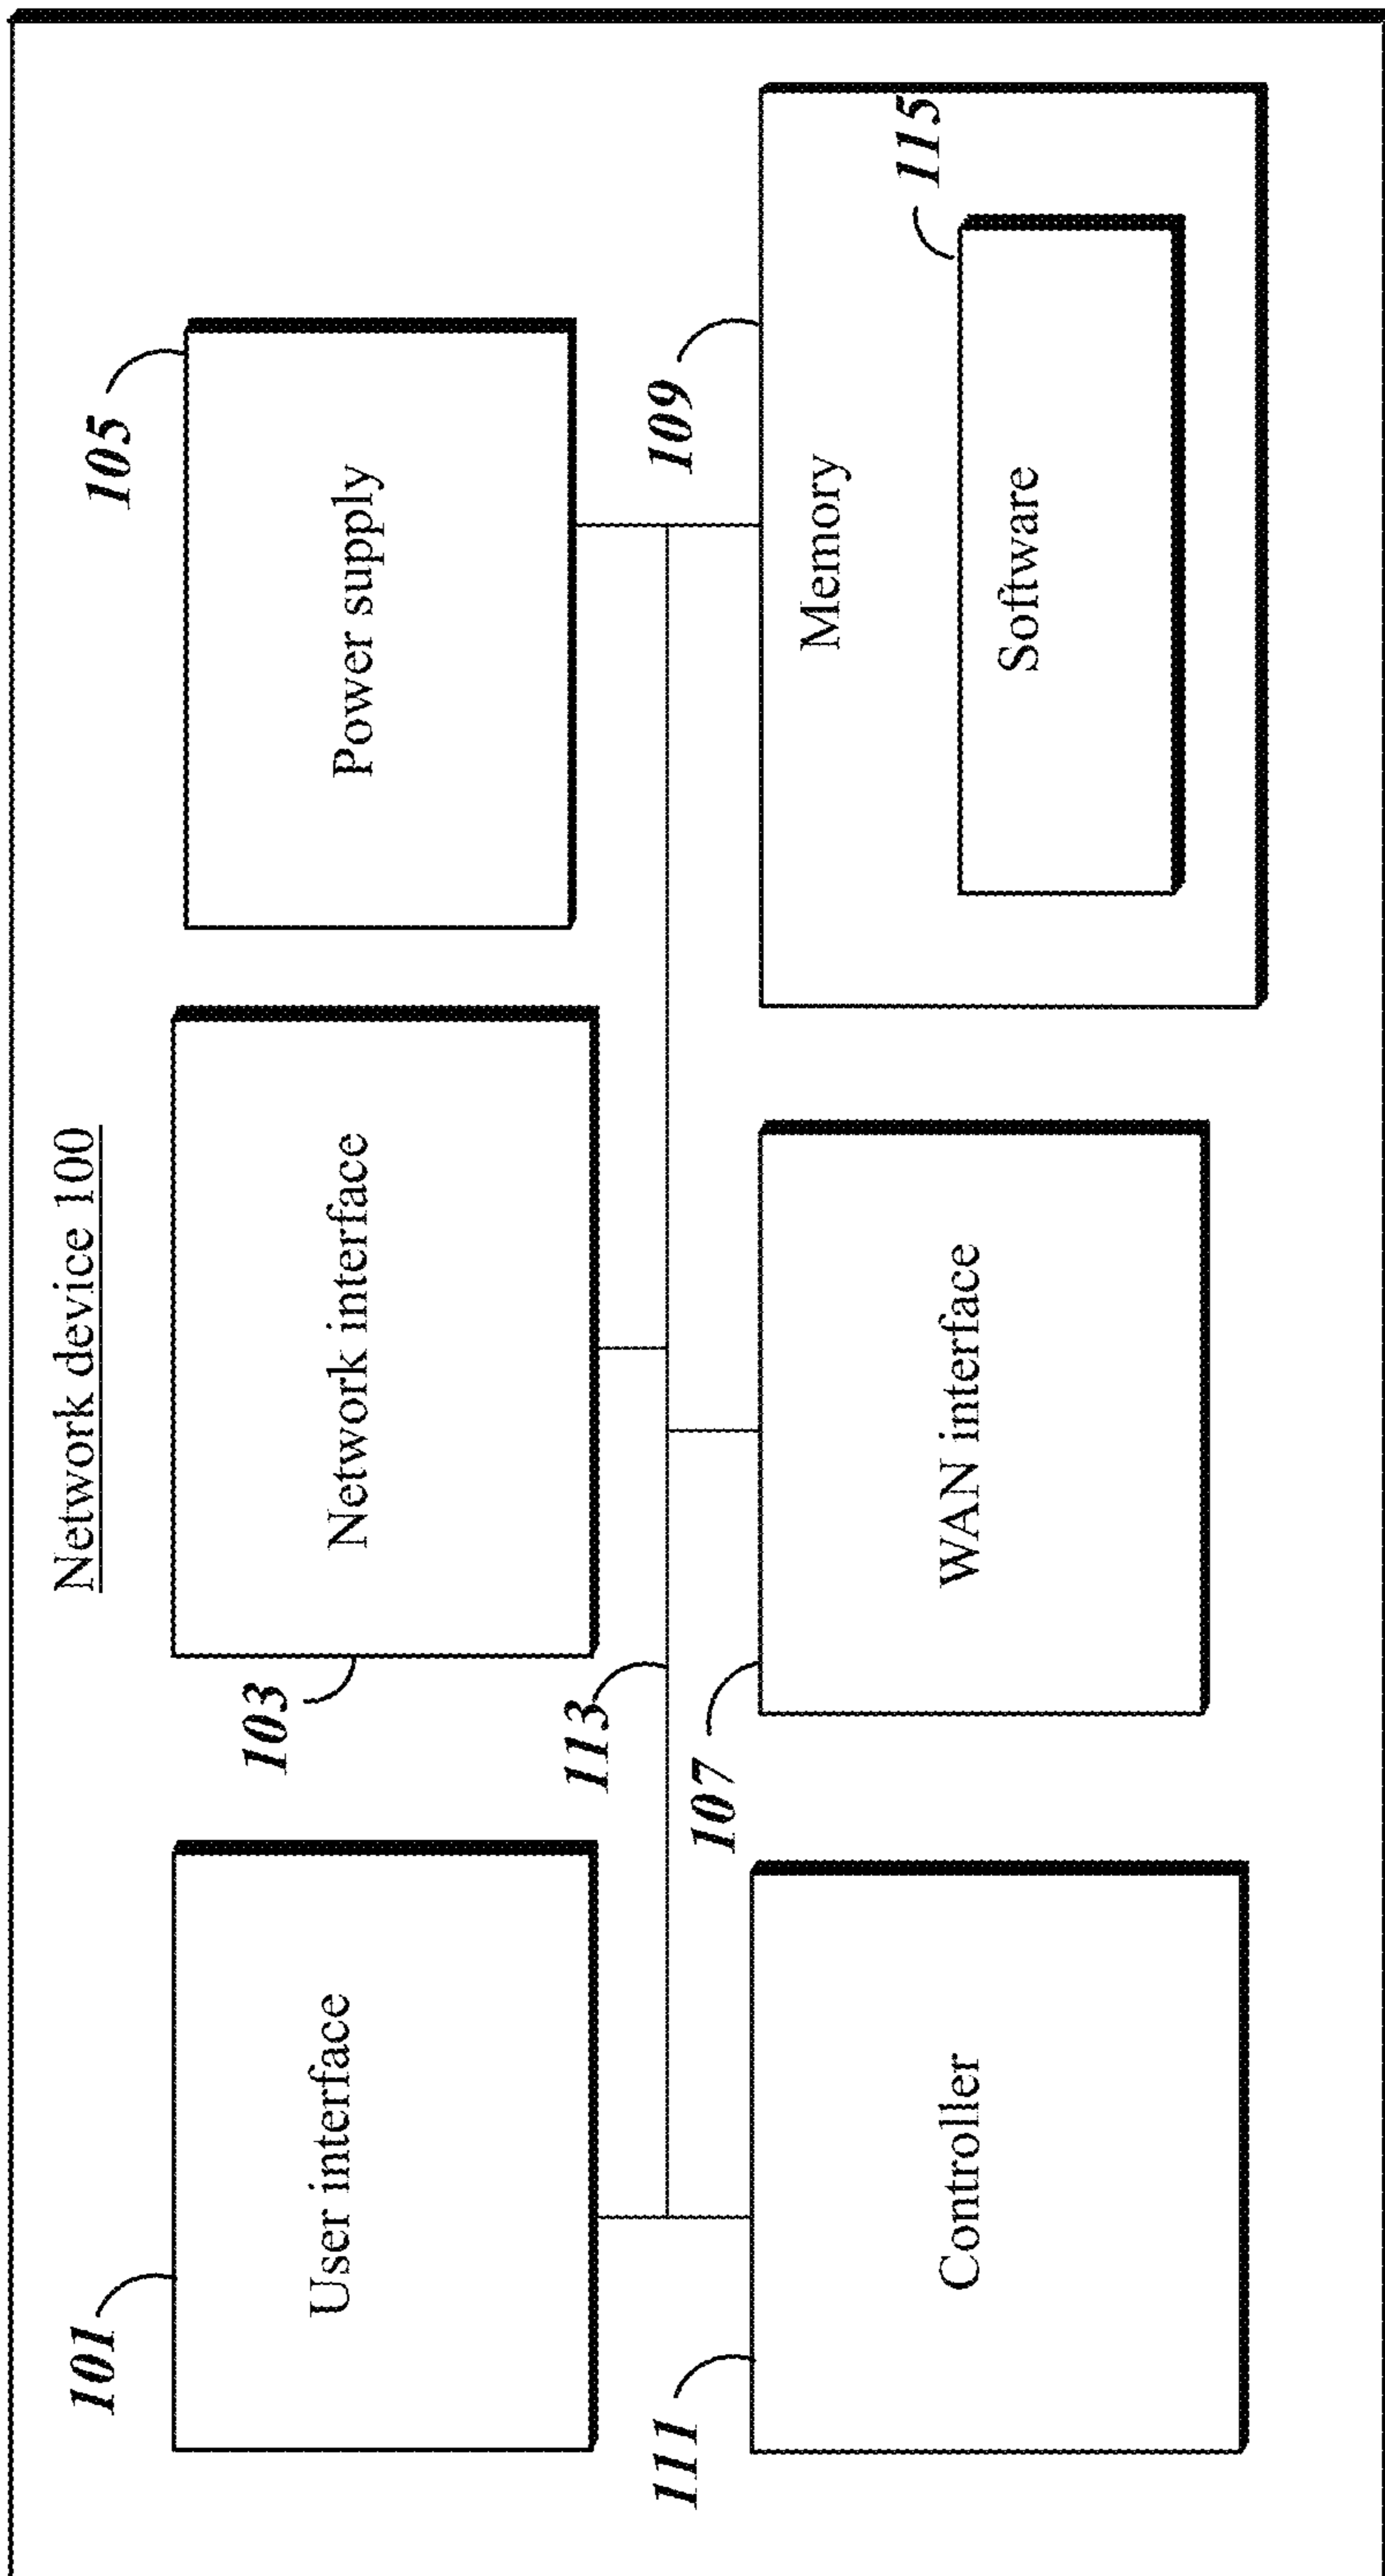 Network device 100
101
User interface
103
Network interface
105
Power supply
113
111
Controller
107
WAN interface
109
Memory
115
Software